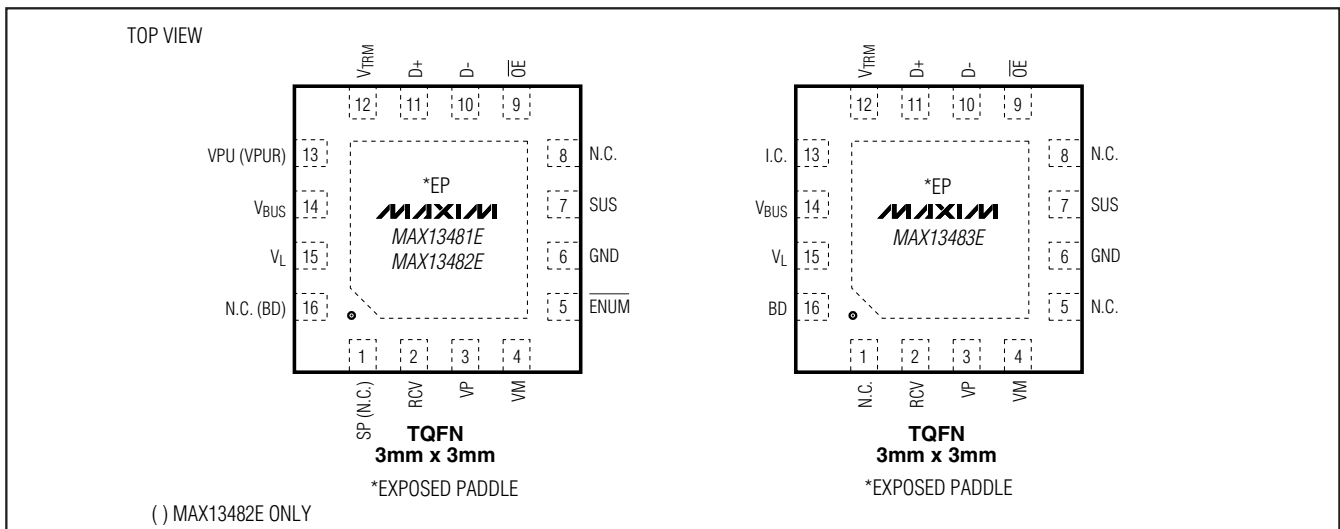 TOP VIEW
VTRM D+ D- O̅E̅
12 11 10 9
VPU (VPUR) 13
VBUS 14
VL 15
N.C. (BD) 16
*EP
MAXIM
MAX13481E
MAX13482E
8 N.C.
7 SUS
6 GND
5 E̅N̅U̅M̅
1 2 3 4
SP (N.C.) RCV VP VM
TQFN
3mm x 3mm
*EXPOSED PADDLE
( ) MAX13482E ONLY
VTRM D+ D- O̅E̅
12 11 10 9
I.C. 13
VBUS 14
VL 15
BD 16
*EP
MAXIM
MAX13483E
8 N.C.
7 SUS
6 GND
5 N.C.
1 2 3 4
N.C. RCV VP VM
TQFN
3mm x 3mm
*EXPOSED PADDLE